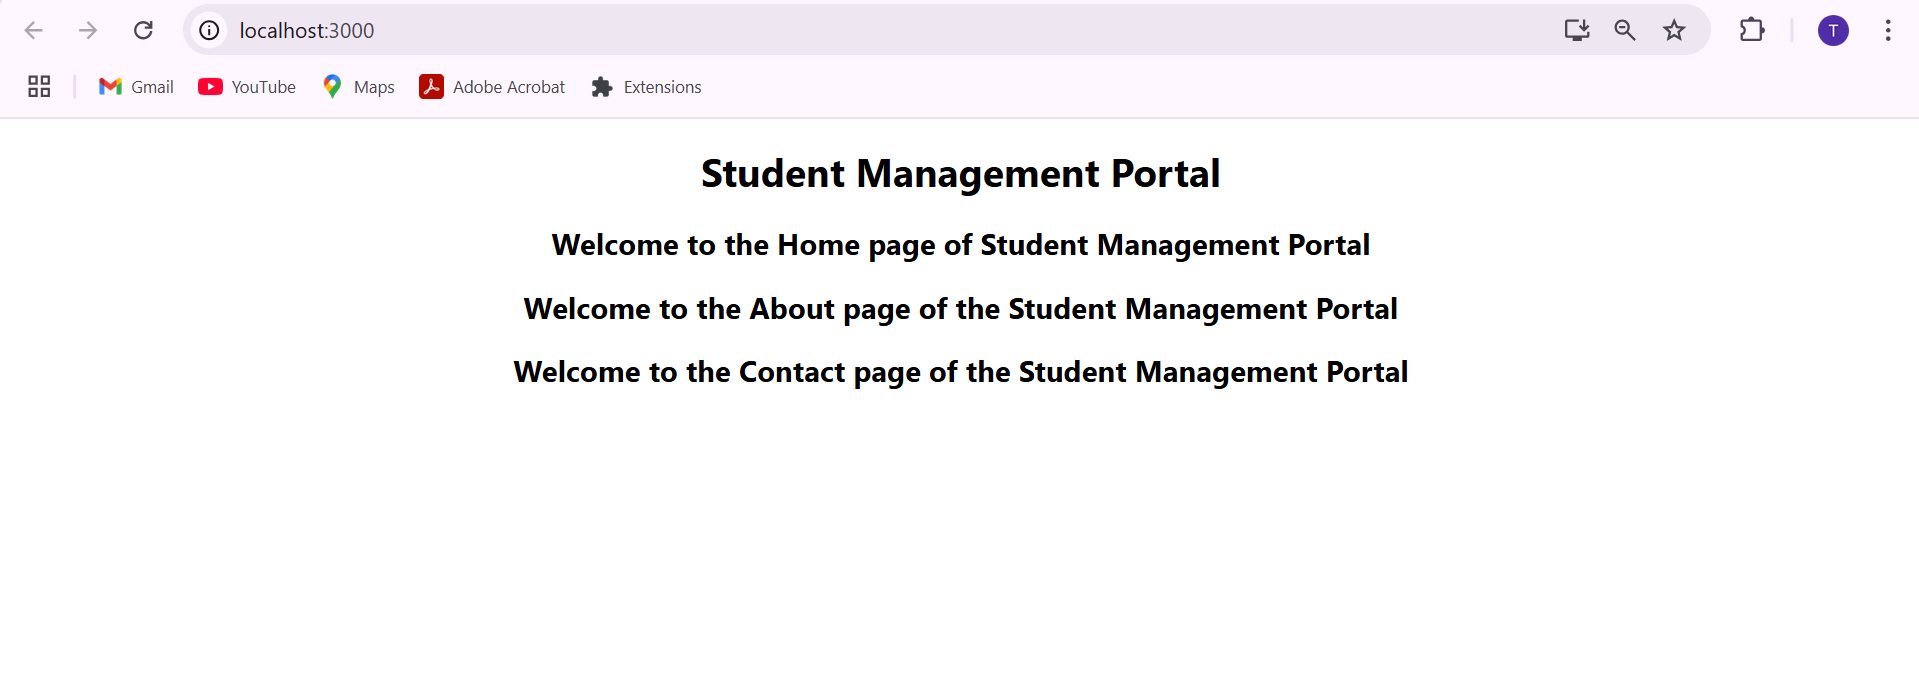 localhost:3000
T
Gmail YouTube Maps Adobe Acrobat Extensions
Student Management Portal
Welcome to the Home page of Student Management Portal
Welcome to the About page of the Student Management Portal
Welcome to the Contact page of the Student Management Portal